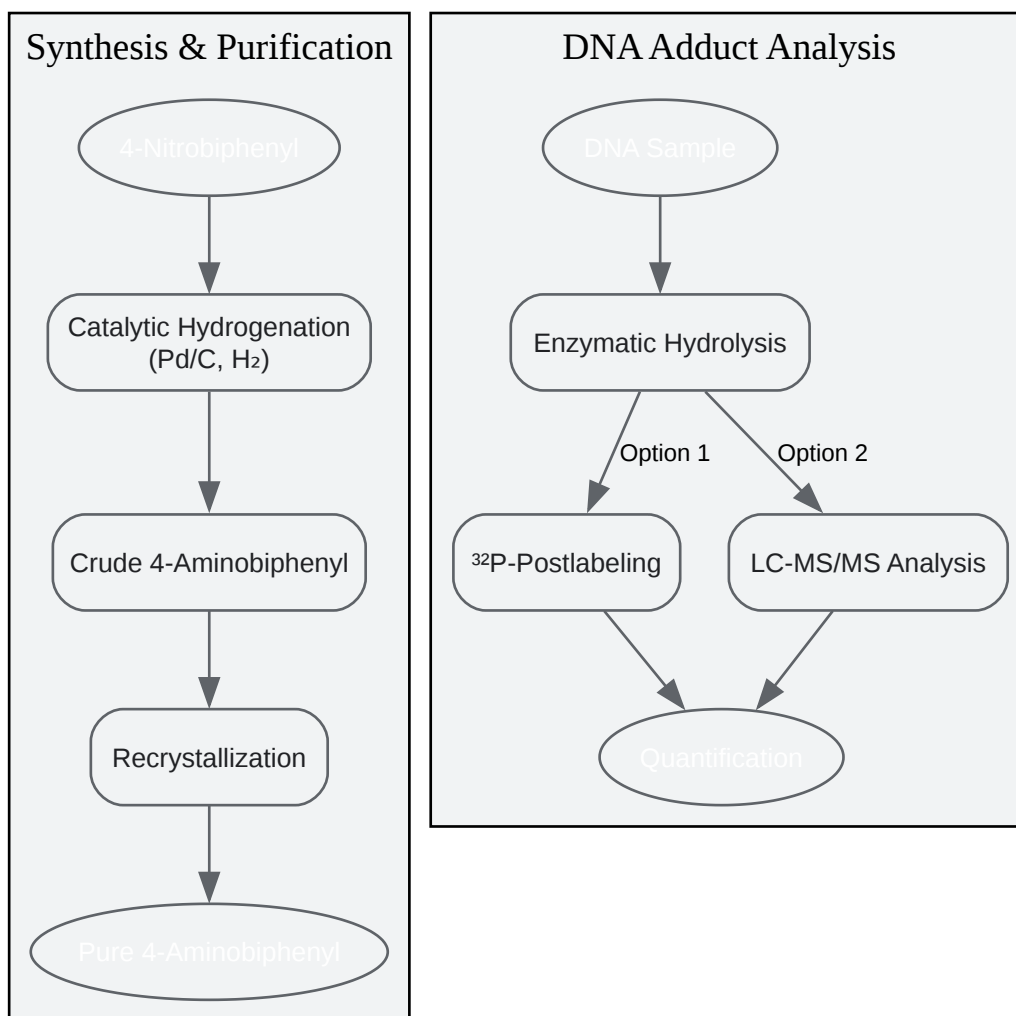 Synthesis & Purification
4-Nitrobiphenyl
Catalytic Hydrogenation
(Pd/C, H₂)
Crude 4-Aminobiphenyl
Recrystallization
Pure 4-Aminobiphenyl
DNA Adduct Analysis
DNA Sample
Enzymatic Hydrolysis
Option 1
Option 2
³²P-Postlabeling
LC-MS/MS Analysis
Quantification